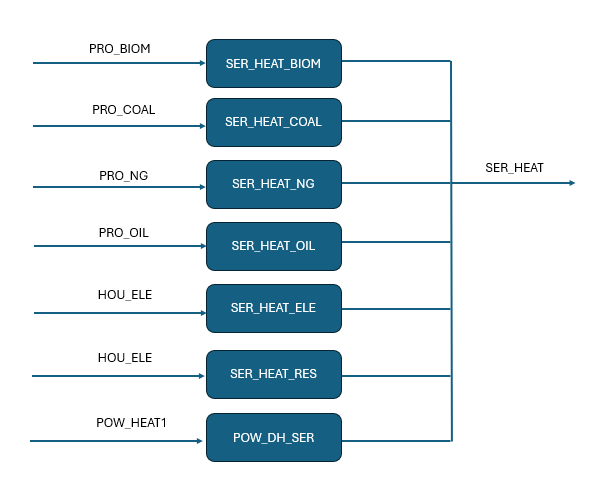 PRO_BIOM
SER_HEAT_BIOM
PRO_COAL
SER_HEAT_COAL
PRO_NG
SER_HEAT_NG
SER_HEAT
PRO_OIL
SER_HEAT_OIL
HOU_ELE
SER_HEAT_ELE
HOU_ELE
SER_HEAT_RES
POW_HEAT1
POW_DH_SER